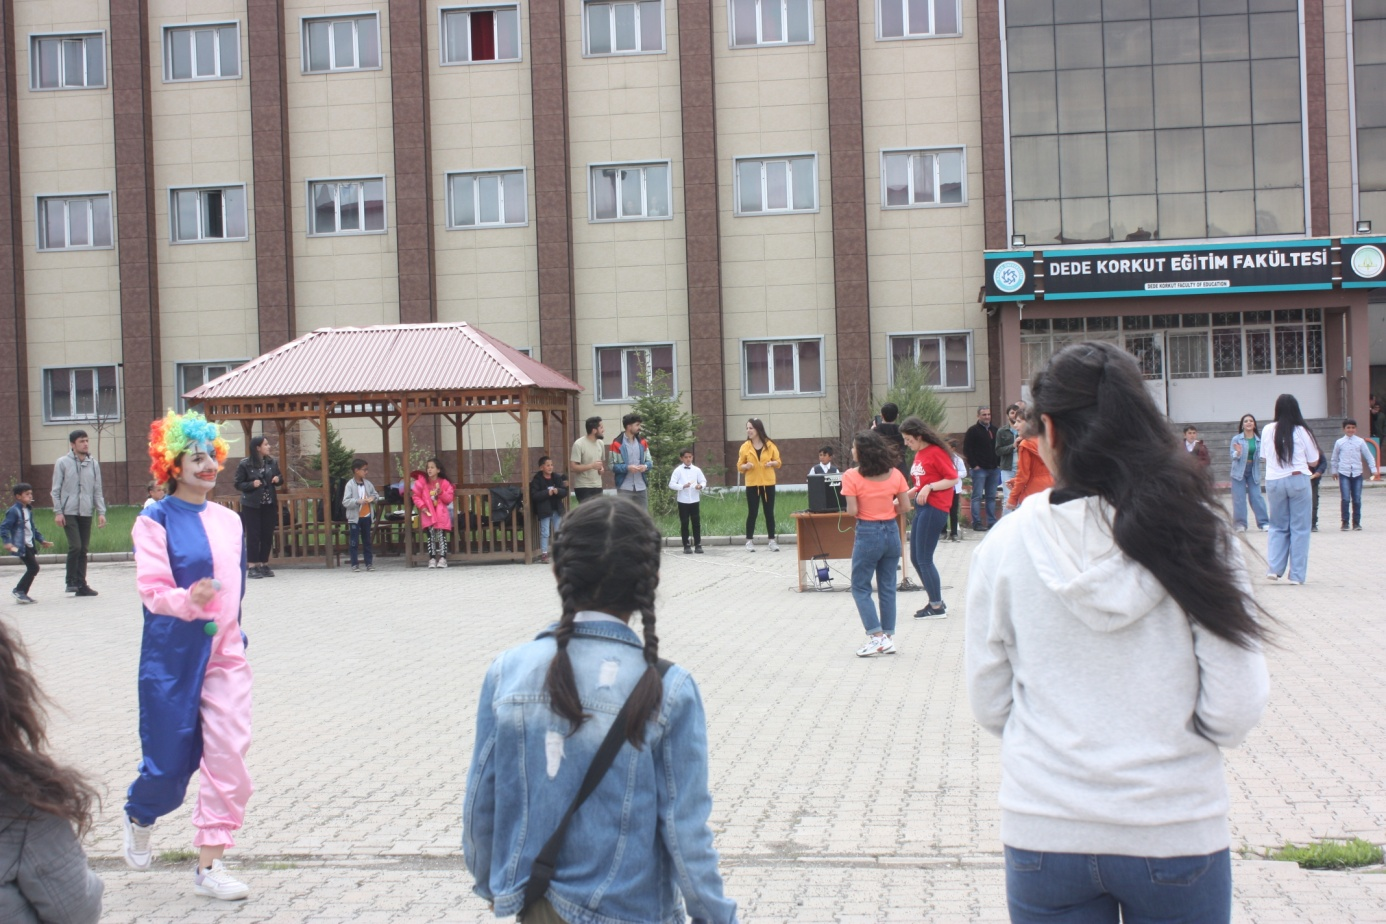 DEDE KORKUT EĞİTİM FAKÜLTESİ
DEDE KORKUT FACULTY OF EDUCATION